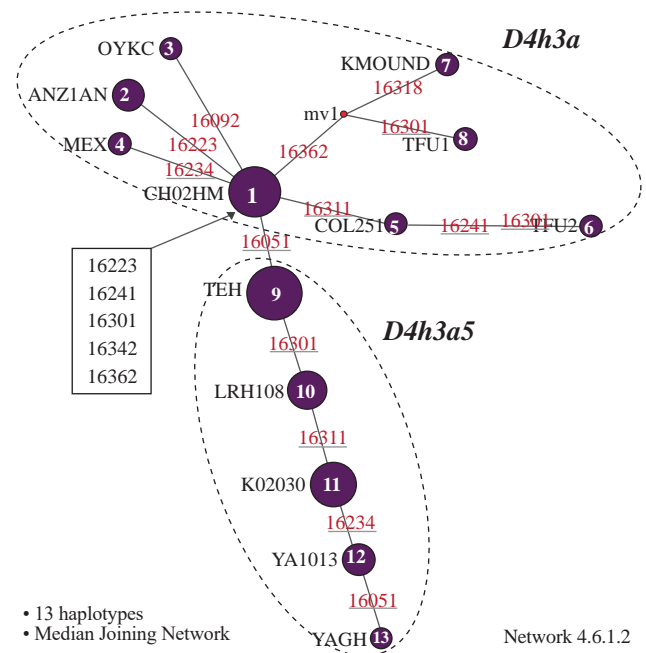 D4h3a
OYKC 3
KMOUND 7
16318
ANZ1AN 2
mv1
16092
16301
8
TFU1
16223
MEX 4
16362
16234
CH02HM 1
16311
COL251 5
16241
16301
TFU2 6
16051
16223
16241
16301
16342
16362
TEH 9
D4h3a5
16301
LRH108 10
16311
K02030 11
16234
YA1013 12
16051
YAGH 13
• 13 haplotypes
• Median Joining Network
Network 4.6.1.2